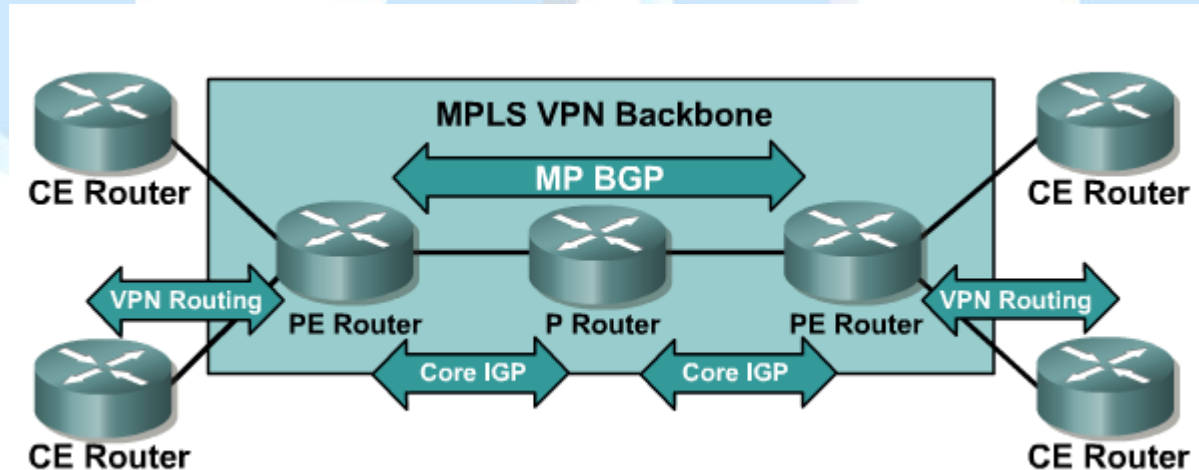 MPLS VPN Backbone
MP BGP
CE Router
CE Router
VPN Routing
PE Router
P Router
PE Router
VPN Routing
Core IGP
Core IGP
CE Router
CE Router